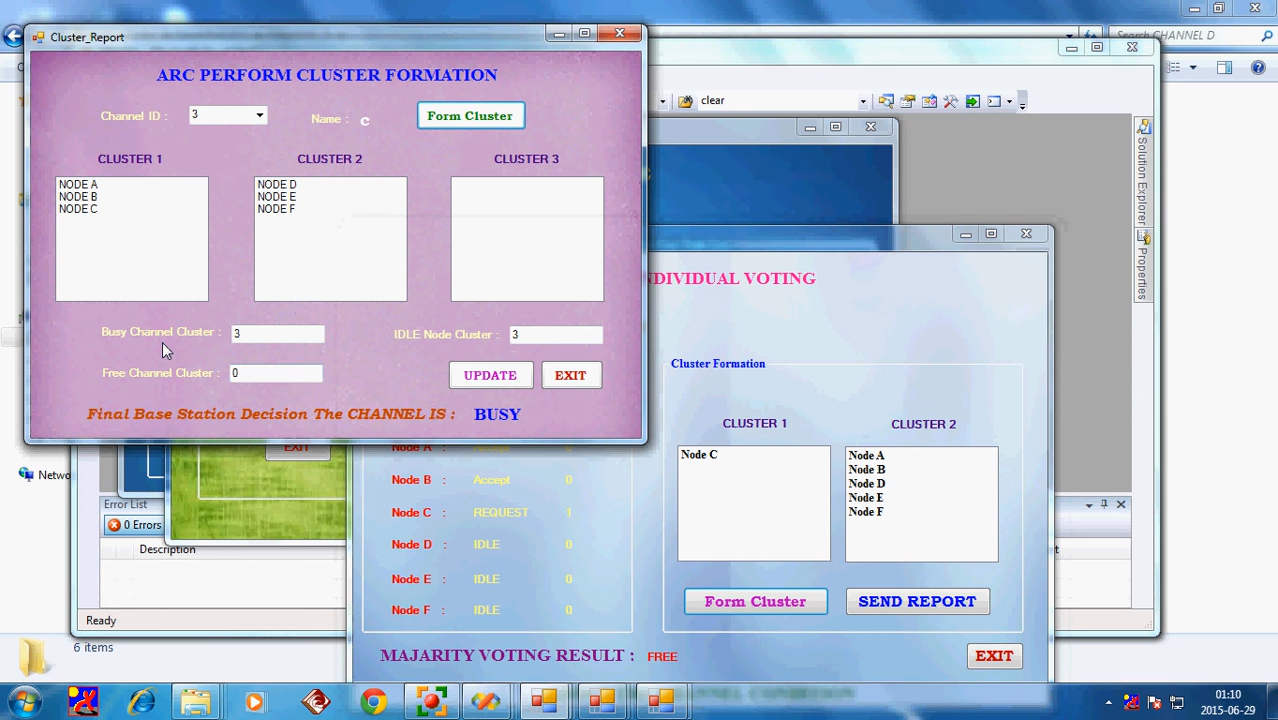 Cluster_Report
Search CHANNEL D
ARC PERFORM CLUSTER FORMATION
Channel ID : 3 Name : C Form Cluster
clear
CLUSTER 1 CLUSTER 2 CLUSTER 3
NODE A NODE D
NODE B NODE E
NODE C NODE F
Solution Explorer
Properties
NDIVIDUAL VOTING
Busy Channel Cluster : 3 IDLE Node Cluster : 3
Free Channel Cluster : 0 UPDATE EXIT
Final Base Station Decision The CHANNEL IS : BUSY
Cluster Formation
CLUSTER 1 CLUSTER 2
Node C Node A
Node B
Node D
Node E
Node F
EXIT
Node A : Accept 0
Node B : Accept 0
Node C : REQUEST 1
Node D : IDLE 0
Node E : IDLE 0
Node F : IDLE 0
Form Cluster SEND REPORT
MAJARITY VOTING RESULT : FREE EXIT
Netwo
Error List
0 Errors
Description
Ready
6 items
01:10
2015-06-29